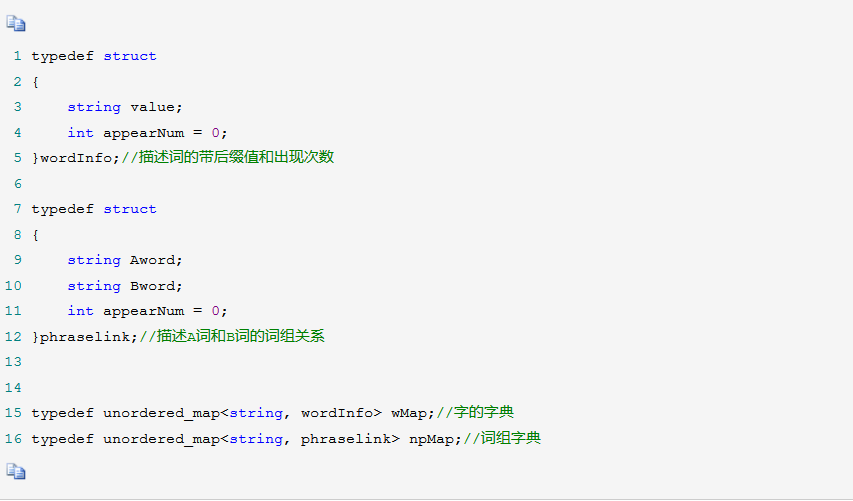 1 typedef struct
2 {
3     string value;
4     int appearNum = 0;
5 }wordInfo;//描述词的带后缀值和出现次数
6
7 typedef struct
8 {
9     string Aword;
10     string Bword;
11     int appearNum = 0;
12 }phraselink;//描述A词和B词的词组关系
13
14
15 typedef unordered_map<string, wordInfo> wMap;//字的字典
16 typedef unordered_map<string, phraselink> npMap;//词组字典